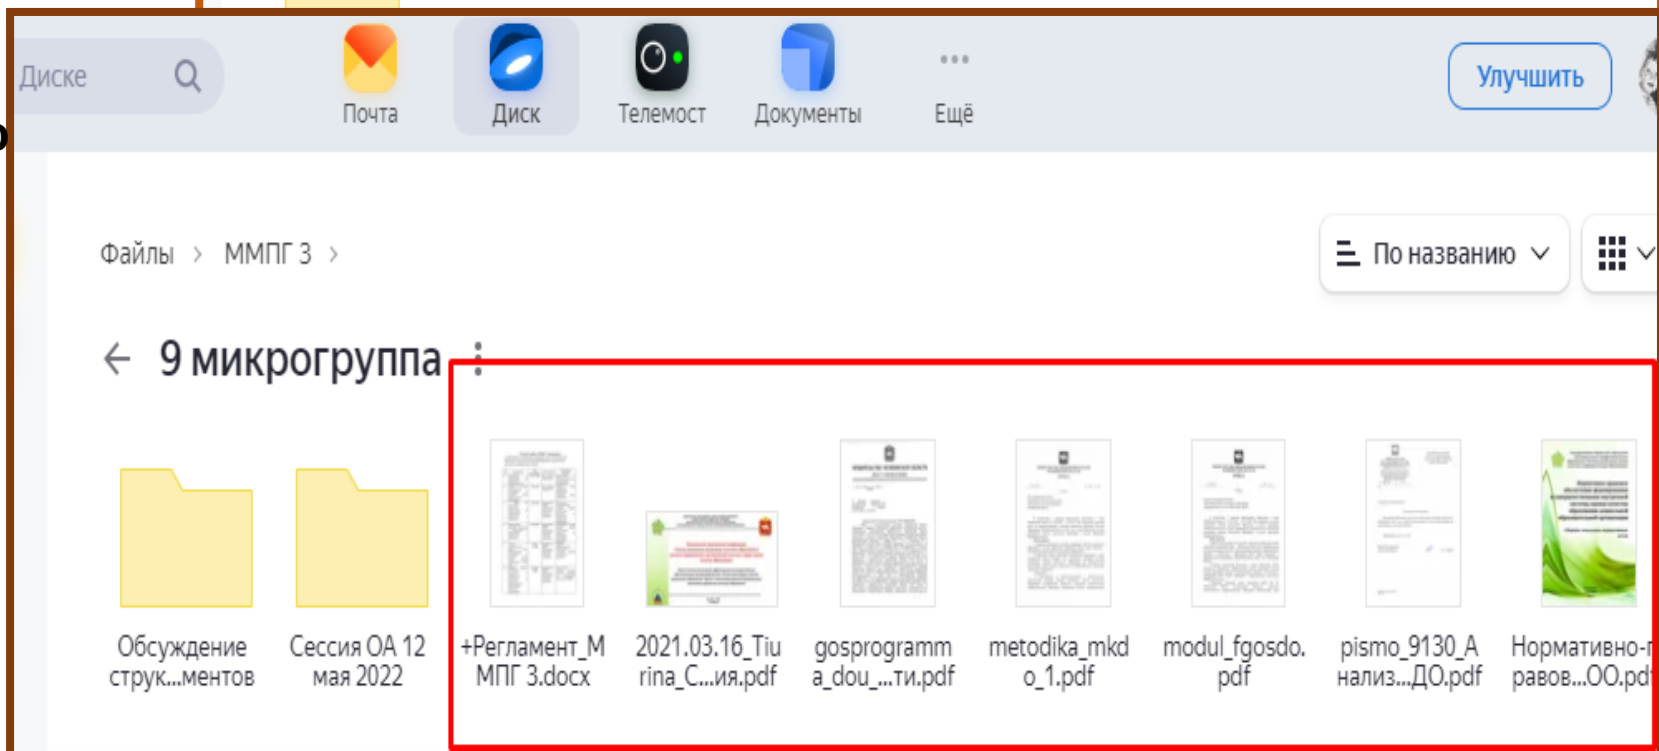 Диске
Почта
Диск
Телемост
Документы
Ещё
Улучшить
Файлы > ММПГ 3 >
По названию
9 микрогруппа
Обсуждение
струк...ментов
Сессия ОА 12
мая 2022
+Регламент_М
МПГ 3.docx
2021.03.16_Tiu
rina_C...ия.pdf
gosprogramm
a_dou_...ти.pdf
metodika_mkd
o_1.pdf
modul_fgosdo.
pdf
pismo_9130_А
нализ...ДО.pdf
Нормативно-п
равов...ОО.pdf